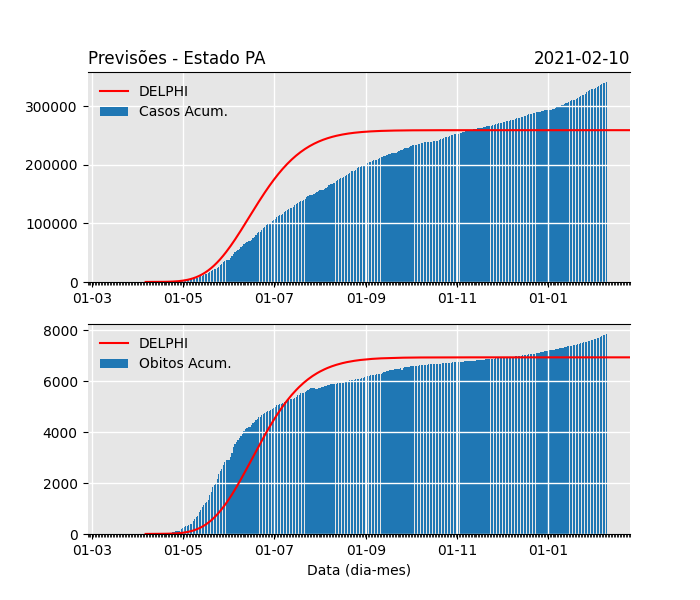 Previsões - Estado PA 2021-02-10
DELPHI
Casos Acum.
300000
200000
100000
0
01-03 01-05 01-07 01-09 01-11 01-01
DELPHI
Obitos Acum.
8000
6000
4000
2000
0
01-03 01-05 01-07 01-09 01-11 01-01
Data (dia-mes)